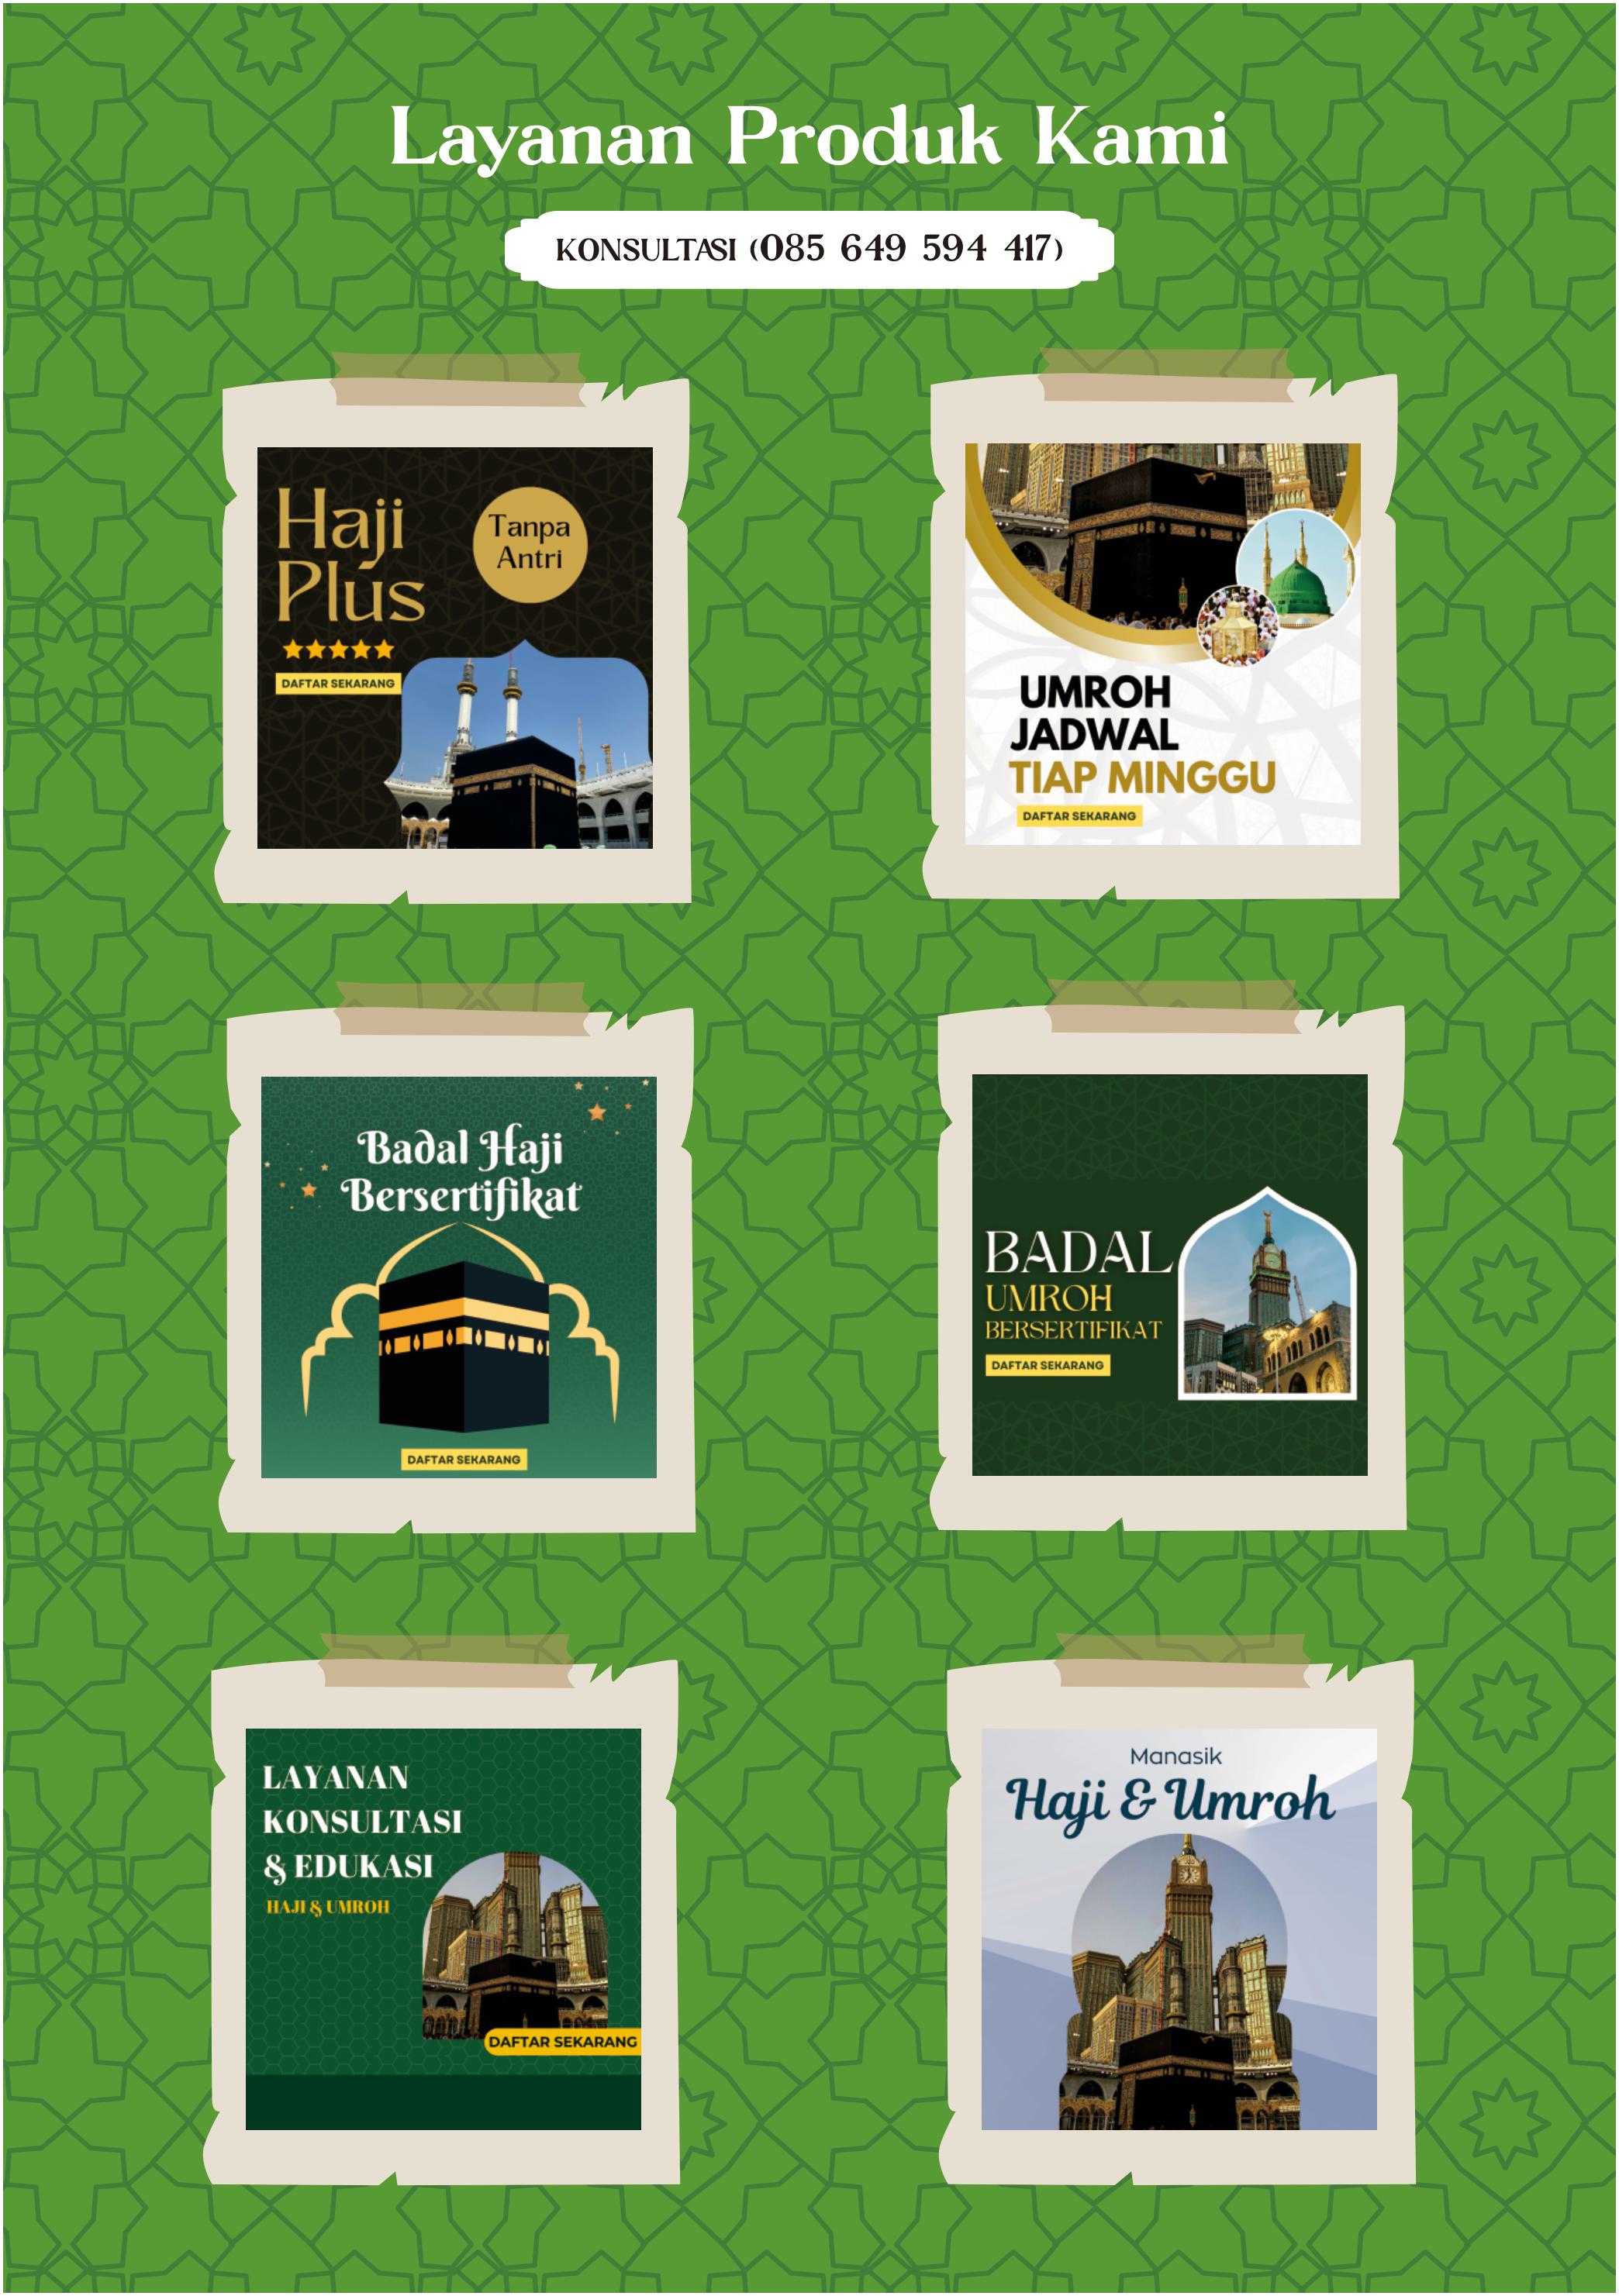 Layanan Produk Kami
KONSULTASI (085 649 594 417)
Haji
Plus
Tanpa
Antri
DAFTAR SEKARANG
UMROH
JADWAL
TIAP MINGGU
DAFTAR SEKARANG
Badal Haji
Bersertifikat
DAFTAR SEKARANG
BADAL
UMROH
BERSERTIFIKAT
DAFTAR SEKARANG
LAYANAN
KONSULTASI
& EDUKASI
HAJI & UMROH
DAFTAR SEKARANG
Manasik
Haji & Umroh